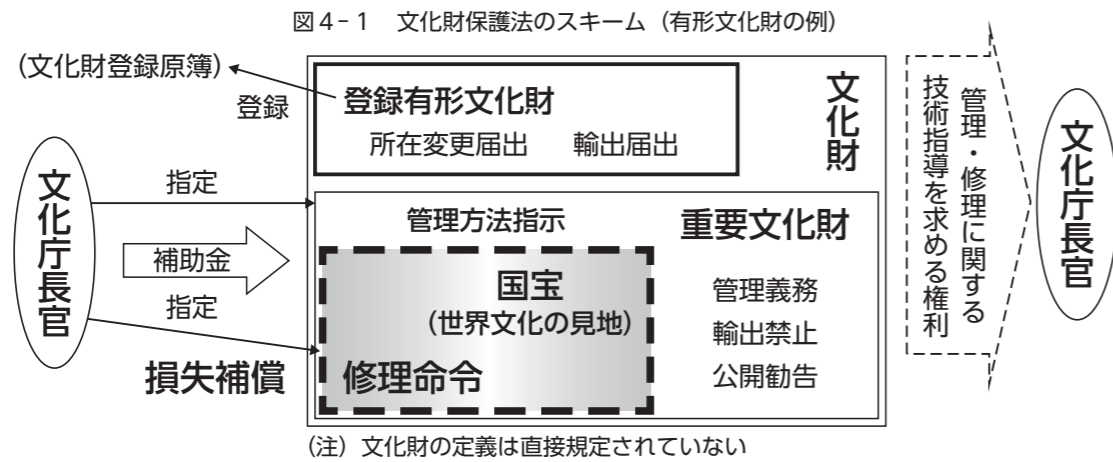 図4-1 文化財保護法のスキーム（有形文化財の例）
（文化財登録原簿）
登録
登録有形文化財
所在変更届出 輸出届出
文化財
文化庁長官
指定
補助金
指定
損失補償
管理方法指示
国宝
（世界文化の見地）
修理命令
重要文化財
管理義務
輸出禁止
公開勧告
管理・修理に関する
技術指導を求める権利
文化庁長官
（注）文化財の定義は直接規定されていない